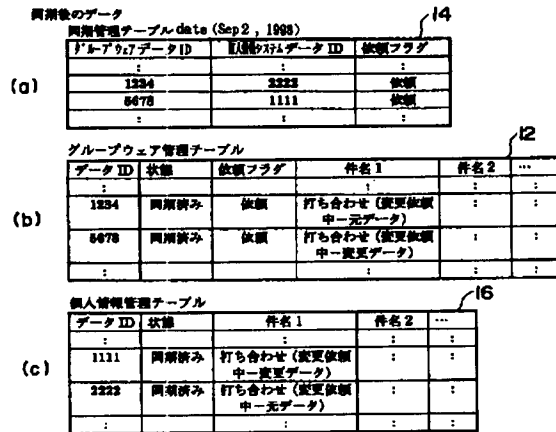 同期後のデータ
同期管理テーブル date (Sep 2, 1998)
14
(a)
グループウェアデータID 個人情報システムデータID 依頼フラグ
: : :
1234 2222 依頼
5678 1111 依頼
: : :
グループウェア管理テーブル
12
(b)
データID 状態 依頼フラグ 件名1 件名2 …
: : : :
1234 同期済み 依頼 打ち合わせ (変更依頼 : :
中ー元データ)
5678 同期済み 依頼 打ち合わせ (変更依頼 : :
中ー変更データ)
: : :
個人情報管理テーブル
16
(c)
データID 状態 件名1 件名2 …
: : : : :
1111 同期済み 打ち合わせ (変更依頼 : :
中ー変更データ)
2222 同期済み 打ち合わせ (変更依頼 : :
中ー元データ)
: : : :